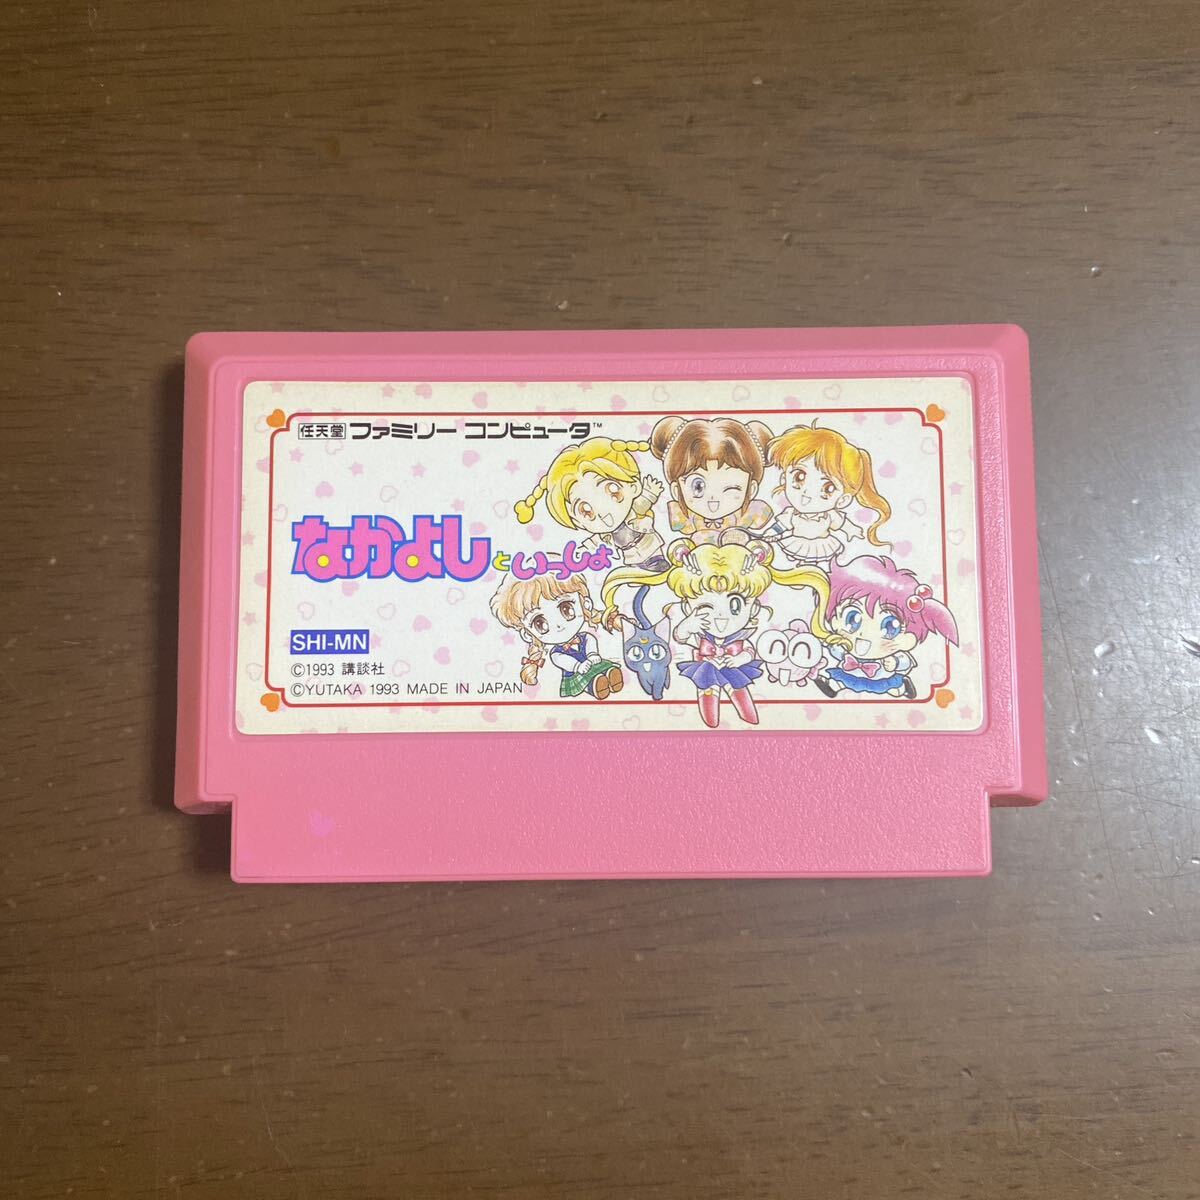 任天堂 ファミリー コンピュータ™
なかよしといっしょ
SHI-MN
©1993 講談社
©YUTAKA 1993 MADE IN JAPAN